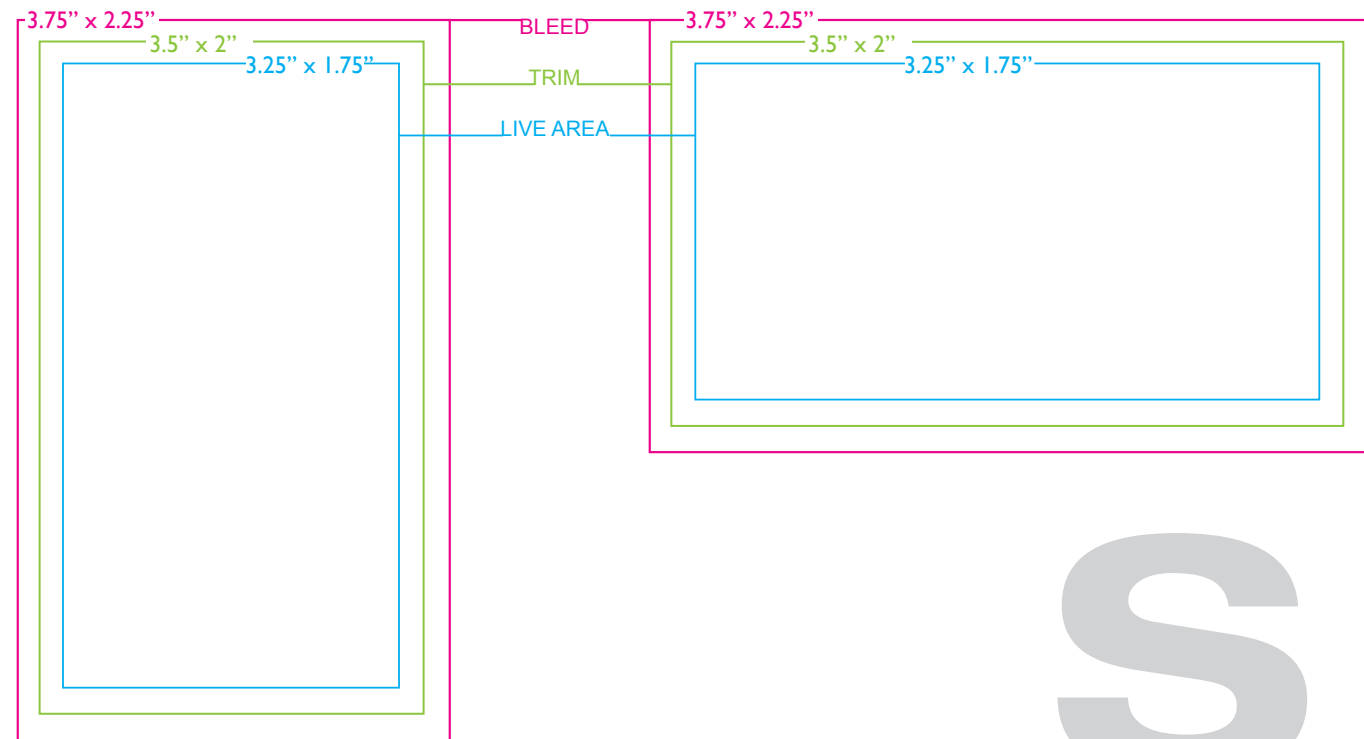 3.75” x 2.25” BLEED 3.75” x 2.25”
3.5” x 2” 3.5” x 2”
3.25” x 1.75” TRIM 3.25” x 1.75”
LIVE AREA
S